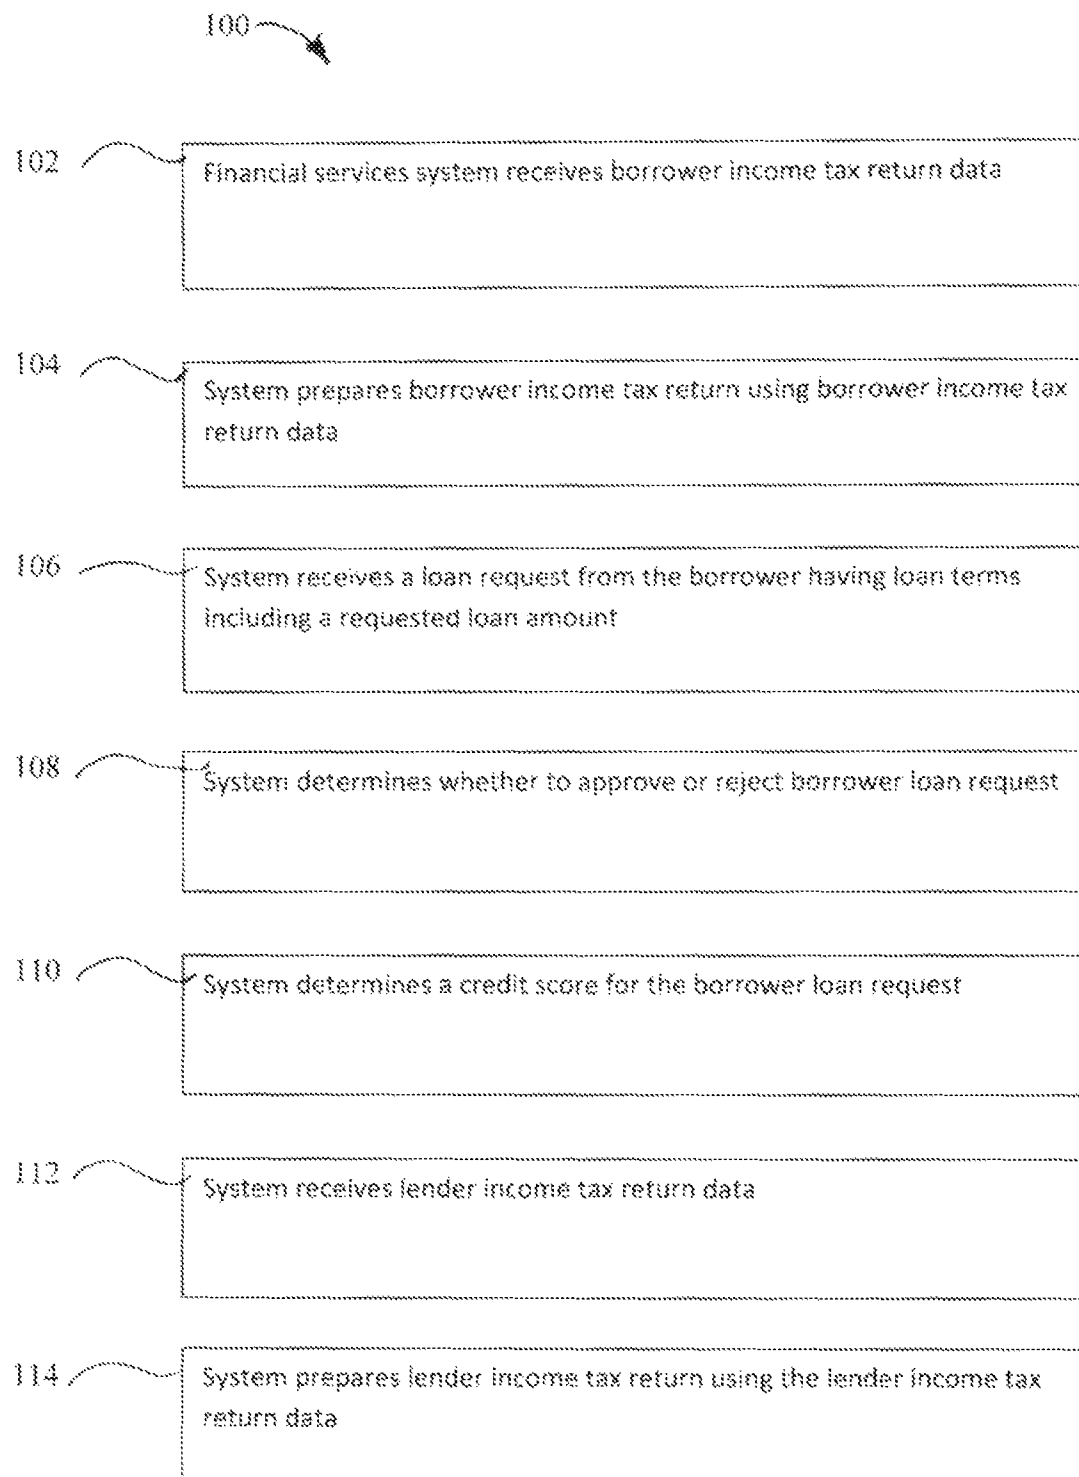 100
102
Financial services system receives borrower income tax return data
104
System prepares borrower income tax return using borrower income tax
return data
106
System receives a loan request from the borrower having loan terms
including a requested loan amount
108
System determines whether to approve or reject borrower loan request
110
System determines a credit score for the borrower loan request
112
System receives lender income tax return data
114
System prepares lender income tax return using the lender income tax
return data